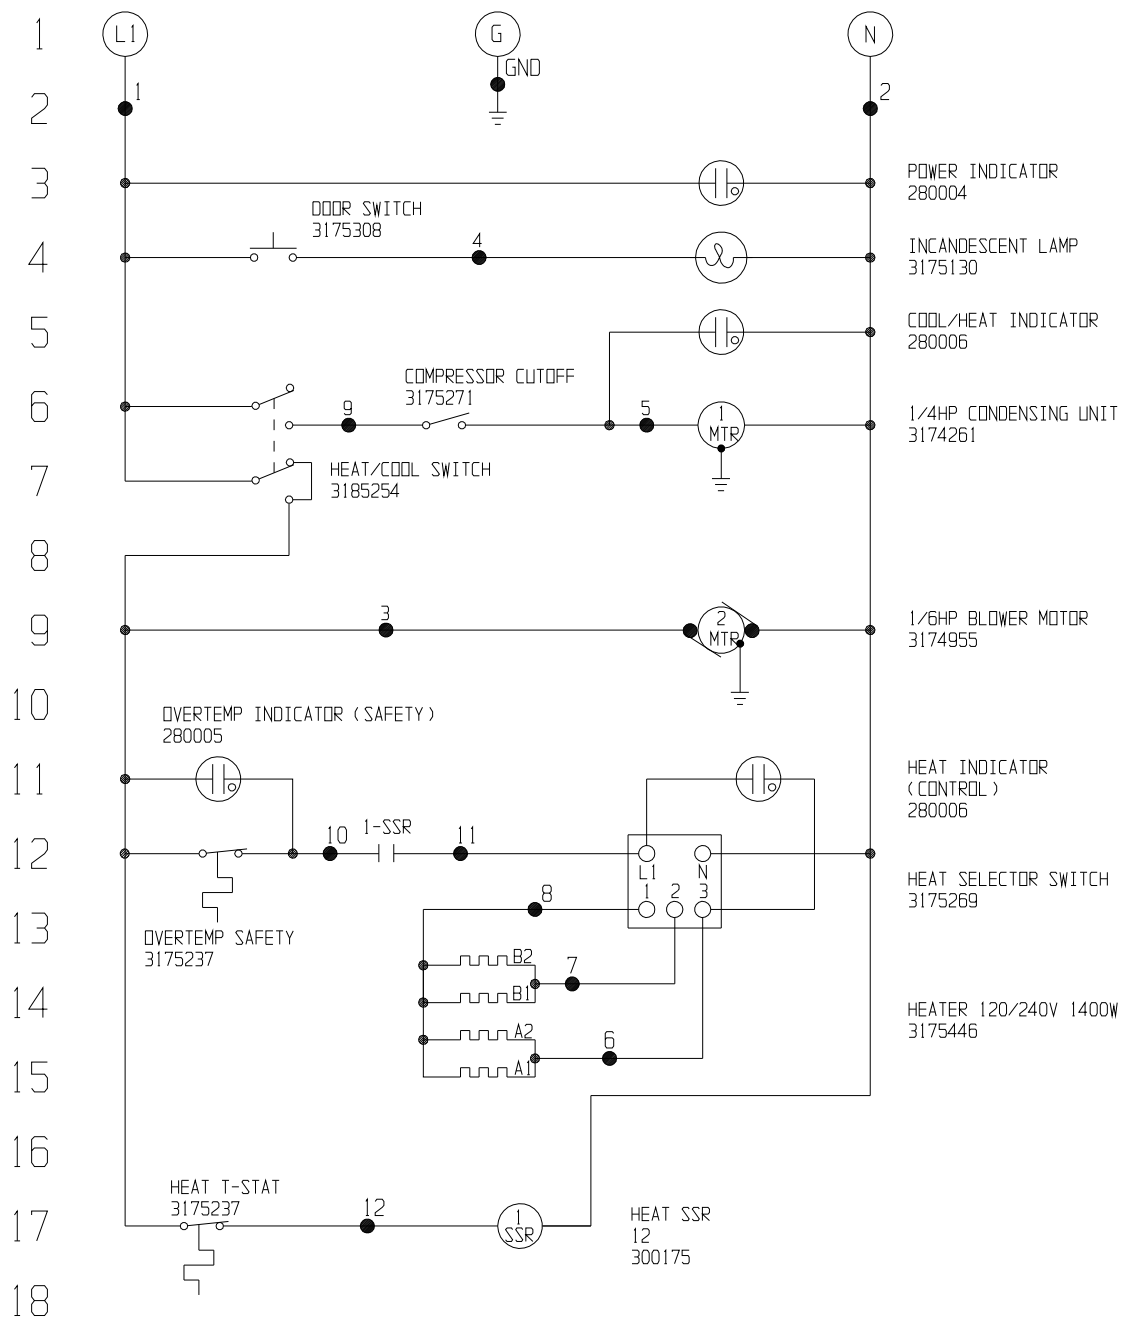 1
L1
G
N
GND
1
2
2
3
POWER INDICATOR
280004
DOOR SWITCH
3175308
4
4
INCANDESCENT LAMP
3175130
5
COOL/HEAT INDICATOR
280006
COMPRESSOR CUTOFF
3175271
6
9
5
1
MTR
1/4HP CONDENSING UNIT
3174261
7
HEAT/COOL SWITCH
3185254
8
9
3
2
MTR
1/6HP BLOWER MOTOR
3174955
10
OVERTEMP INDICATOR (SAFETY)
280005
11
HEAT INDICATOR
(CONTROL)
280006
12
10
1-SSR
11
L1
N
1
2
3
HEAT SELECTOR SWITCH
3175269
13
8
OVERTEMP SAFETY
3175237
B2
7
14
B1
HEATER 120/240V 1400W
3175446
A2
6
A1
15
16
HEAT T-STAT
3175237
17
12
1
SSR
HEAT SSR
12
300175
18